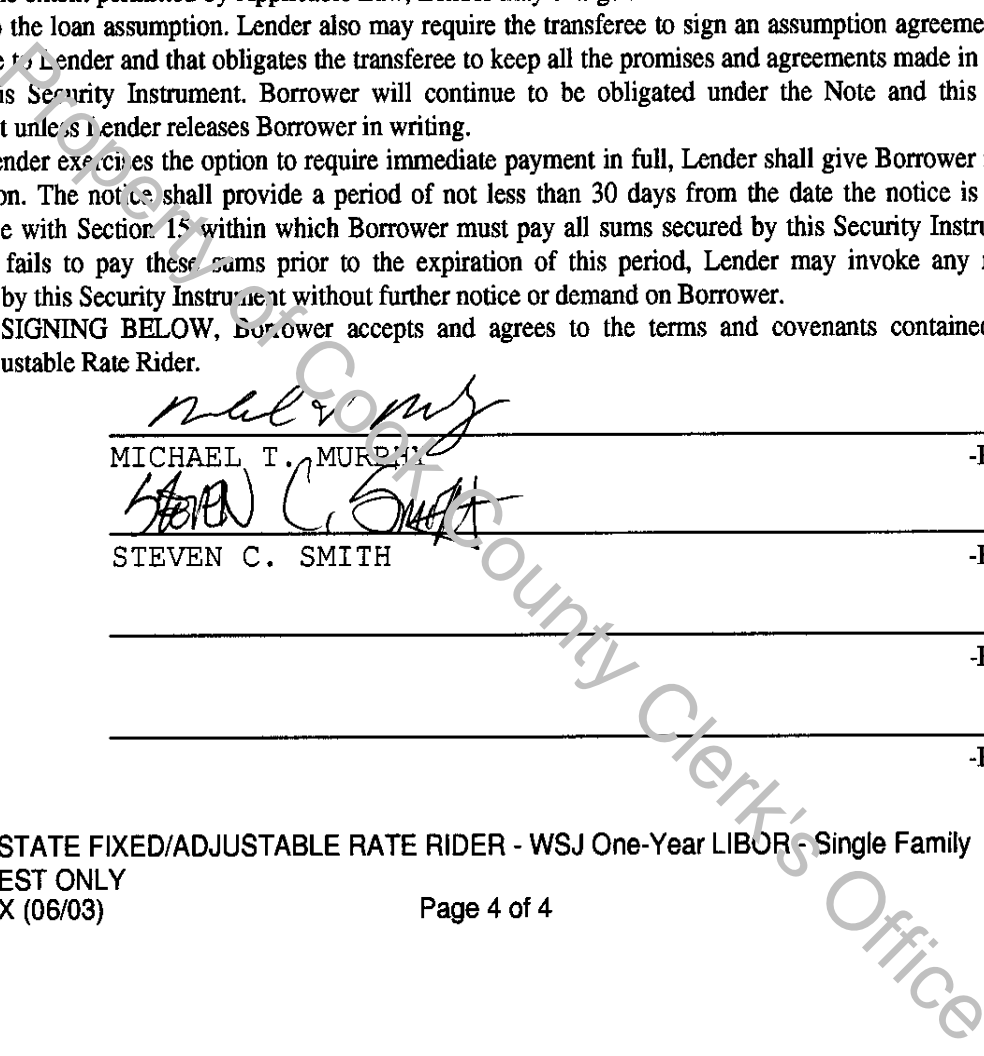 the loan assumption. Lender also may require the transferee to sign an assumption
to Lender and that obligates the transferee to keep all the promises and agreements made in
Security Instrument. Borrower will continue to be obligated under the Note and this
unless Lender releases Borrower in writing.
exercises the option to require immediate payment in full, Lender shall give Borrower
The notice shall provide a period of not less than 30 days from the date the notice is
with Section 15 within which Borrower must pay all sums secured by this Security
fails to pay these sums prior to the expiration of this period, Lender may invoke any
by this Security Instrument without further notice or demand on Borrower.
SIGNING BELOW, Borrower accepts and agrees to the terms and covenants
ustable Rate Rider.
MICHAEL T. MURPHY
STEVEN C. SMITH
STEVEN C. SMITH
STATE FIXED/ADJUSTABLE RATE RIDER - WSJ One-Year LIBOR - Single Family
EST ONLY
X (06/03)
Page 4 of 4
Property of Cook County Clerk's Office